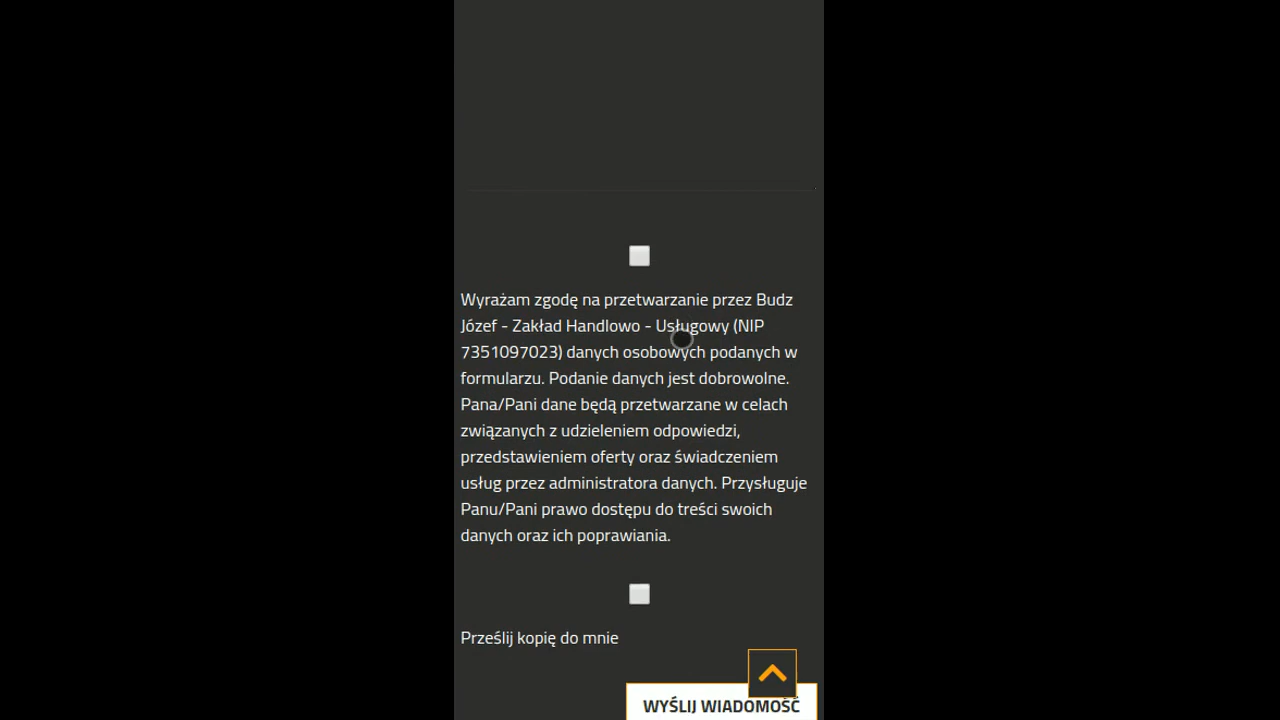 Wyrażam zgodę na przetwarzanie przez Budz
Józef - Zakład Handlowo - Usługowy (NIP
7351097023) danych osobowych podanych w
formularzu. Podanie danych jest dobrowolne.
Pana/Pani dane będą przetwarzane w celach
związanych z udzieleniem odpowiedzi,
przedstawieniem oferty oraz świadczeniem
usług przez administratora danych. Przysługuje
Panu/Pani prawo dostępu do treści swoich
danych oraz ich poprawiania.
Prześlij kopię do mnie
WYŚLIJ WIADOMOŚĆ